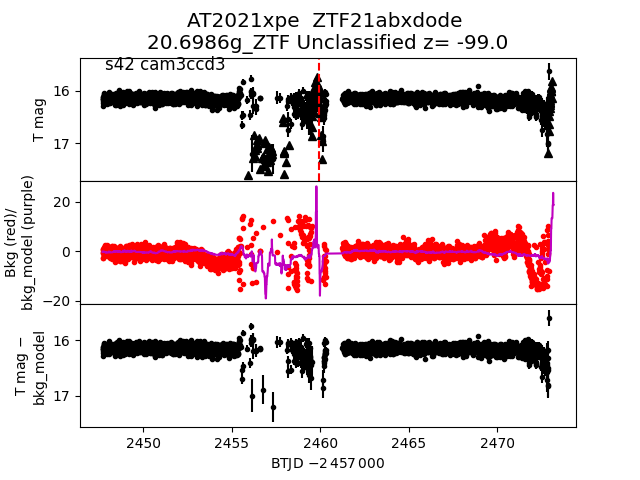 AT2021xpe  ZTF21abxdode
20.6986g_ZTF Unclassified z= -99.0
s42 cam3ccd3
16
17
T mag
20
0
−20
Bkg (red)/
bkg_model (purple)
16
17
T mag −
bkg_model
2450
2455
2460
2465
2470
BTJD −2 457 000